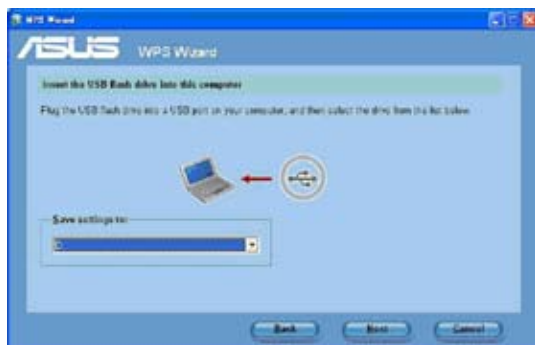 WPS Wizard
ASUS WPS Wizard
Insert the USB flash drive into this computer
Plug the USB flash drive into a USB port on your computer, and then select the drive from the list below.
Save settings to:
Back Next Cancel